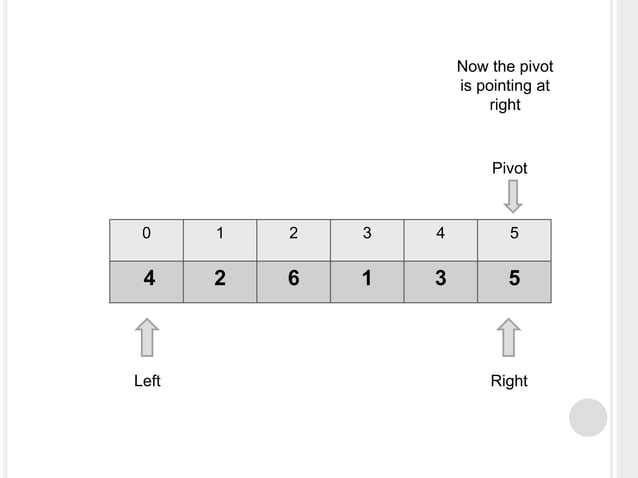 Now the pivot
is pointing at
right
Pivot
0 1 2 3 4 5
4 2 6 1 3 5
Left Right